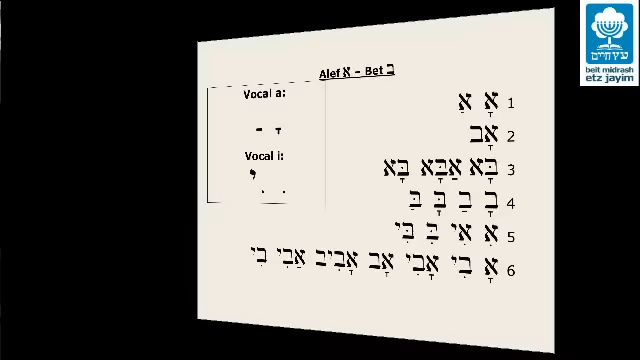 Alef א – Bet ב
Vocal a:
ָ ַ
Vocal i:
ִ ִי
1 אָ אַ
2 אָב
3 בָּא אַבָּא בָּא
4 בָ בַ בָּ בַּ
5 אִ אִי בִּ בִּי
6 אָ בִי אָבִי אָב אָבִיב אַבִי בִי
עץ חיים
beit midrash
etz jayim